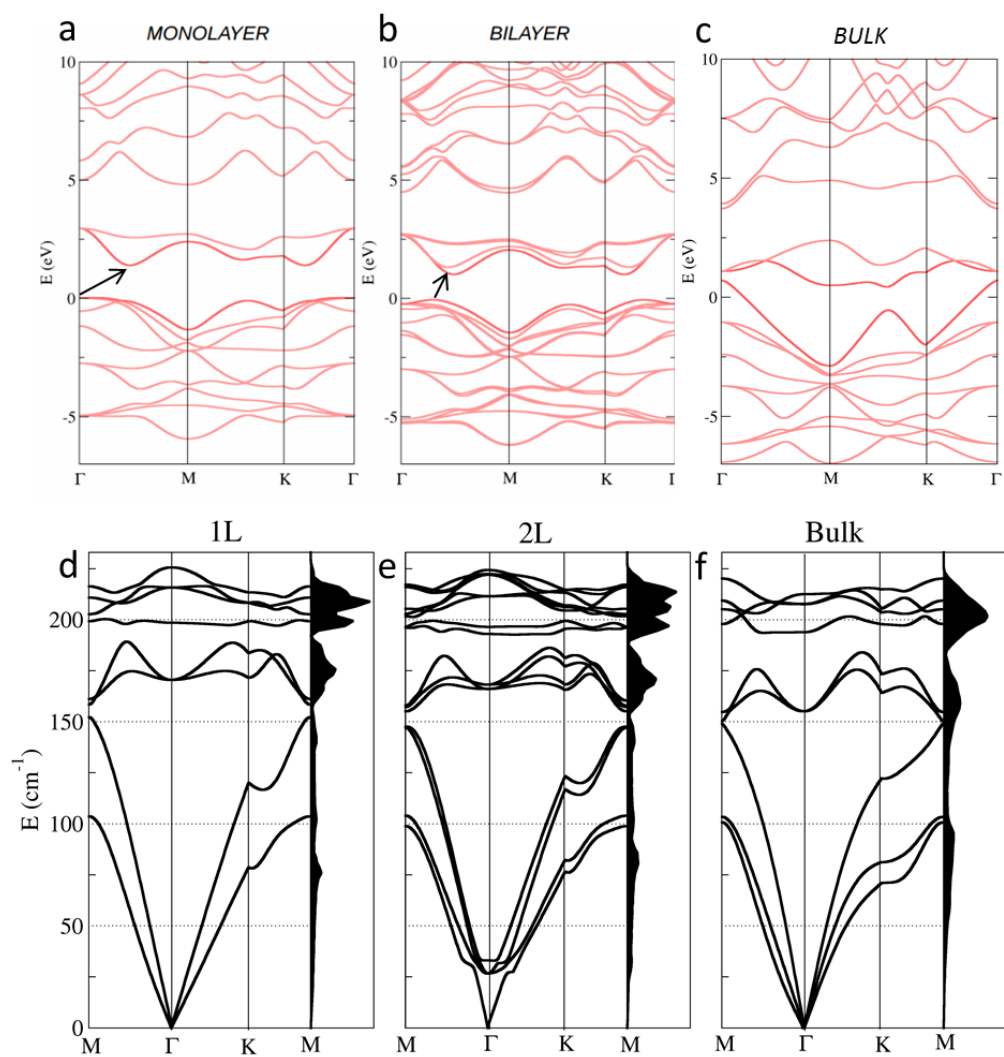 a MONOLAYER b BILAYER c BULK
10 10 10
5 5 5
E (eV) E (eV) E (eV)
0 0 0
-5 -5 -5
Γ M K Γ Γ M K Γ Γ M K Γ
d 1L e 2L f Bulk
200
150
E (cm⁻¹)
100
50
0
M Γ K M M Γ K M M Γ K M